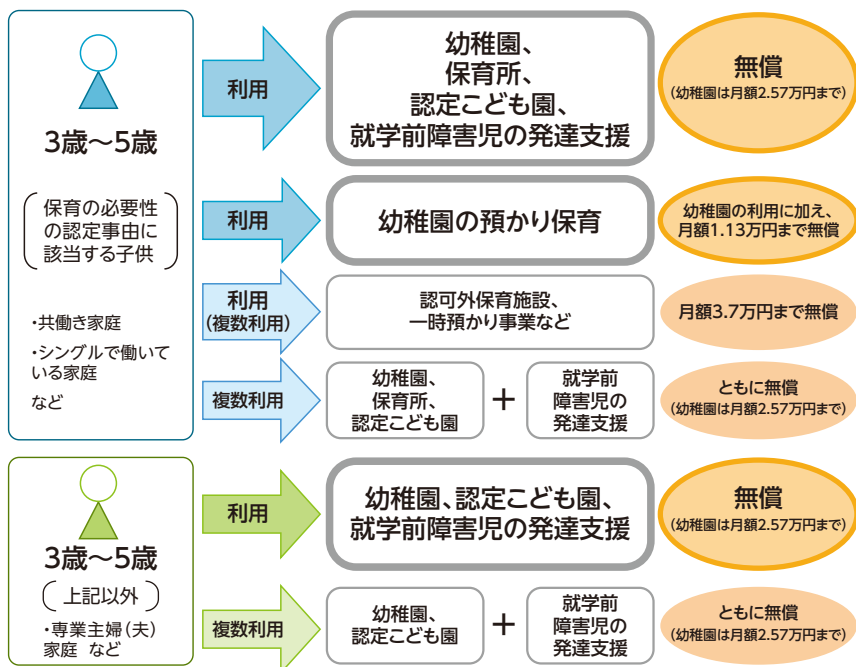 3歳～5歳
保育の必要性
の認定事由に
該当する子供
・共働き家庭
・シングルで働いて
いる家庭
など
利用
幼稚園、
保育所、
認定こども園、
就学前障害児の発達支援
無償
(幼稚園は月額2.57万円まで)
利用
幼稚園の預かり保育
幼稚園の利用に加え、
月額1.13万円まで無償
利用
(複数利用)
認可外保育施設、
一時預かり事業など
月額3.7万円まで無償
複数利用
幼稚園、
保育所、
認定こども園
+
就学前
障害児の
発達支援
ともに無償
(幼稚園は月額2.57万円まで)
3歳～5歳
(上記以外)
・専業主婦(夫)
家庭 など
利用
幼稚園、認定こども園、
就学前障害児の発達支援
無償
(幼稚園は月額2.57万円まで)
複数利用
幼稚園、
認定こども園
+
就学前
障害児の
発達支援
ともに無償
(幼稚園は月額2.57万円まで)